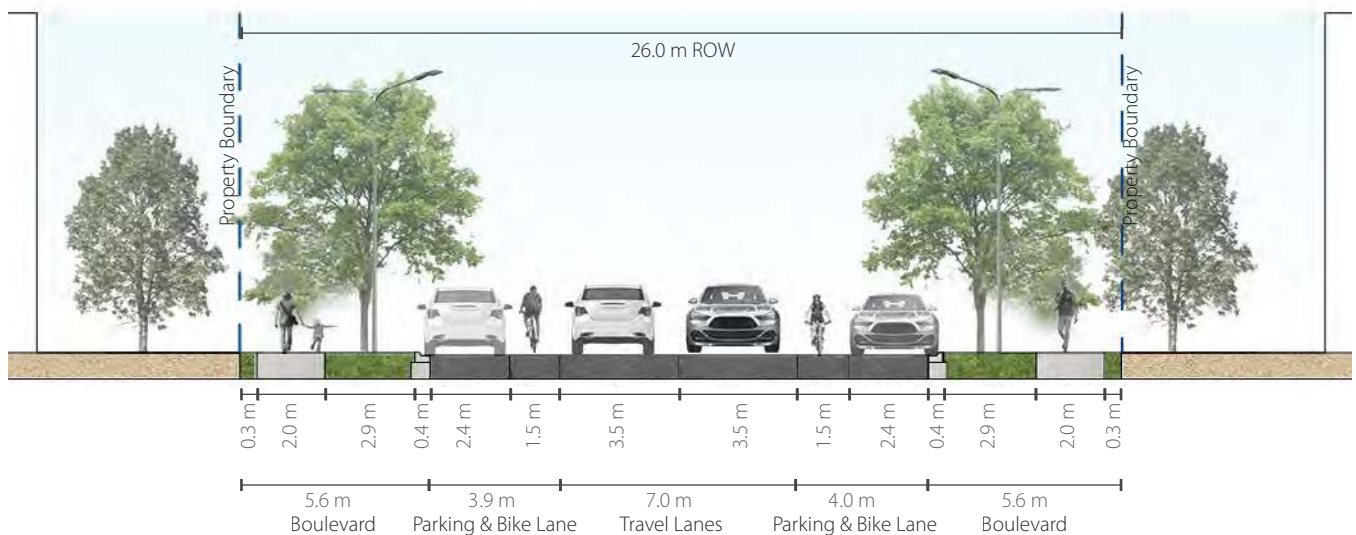 26.0 m ROW
Property Boundary
Property Boundary
0.3 m
2.0 m
2.9 m
0.4 m
2.4 m
1.5 m
3.5 m
3.5 m
1.5 m
2.4 m
0.4 m
2.9 m
2.0 m
0.3 m
5.6 m
Boulevard
3.9 m
Parking & Bike Lane
7.0 m
Travel Lanes
4.0 m
Parking & Bike Lane
5.6 m
Boulevard